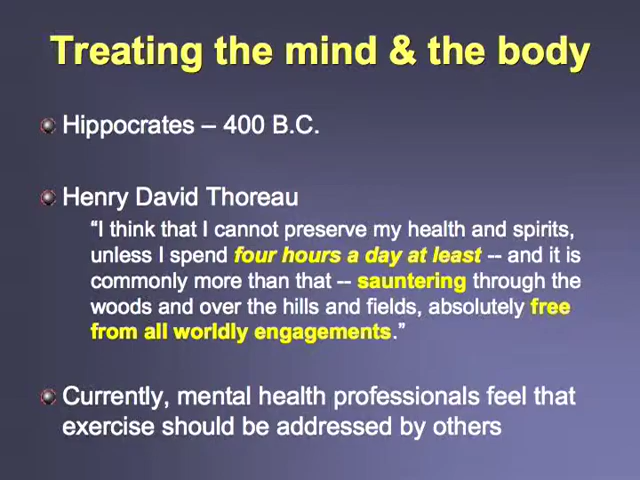 Treating the mind & the body
Hippocrates – 400 B.C.
Henry David Thoreau
“I think that I cannot preserve my health and spirits,
unless I spend four hours a day at least -- and it is
commonly more than that -- sauntering through the
woods and over the hills and fields, absolutely free
from all worldly engagements.”
Currently, mental health professionals feel that
exercise should be addressed by others